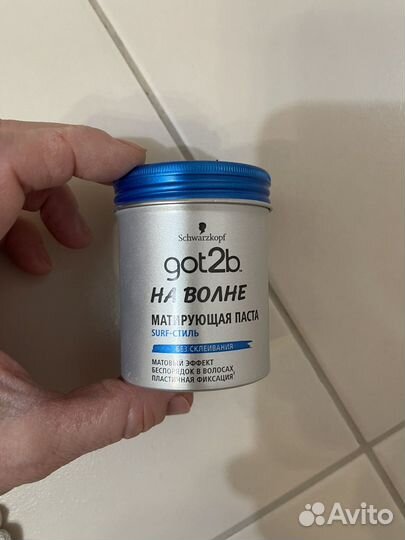 Schwarzkopf
got2b
НА ВОЛНЕ
МАТИРУЮЩАЯ ПАСТА
SURF-СТИЛЬ
БЕЗ СКЛЕИВАНИЯ
МАТОВЫЙ ЭФФЕКТ
БЕСПОРЯДОК В ВОЛОСАХ
ПЛАСТИЧНАЯ ФИКСАЦИЯ
Avito